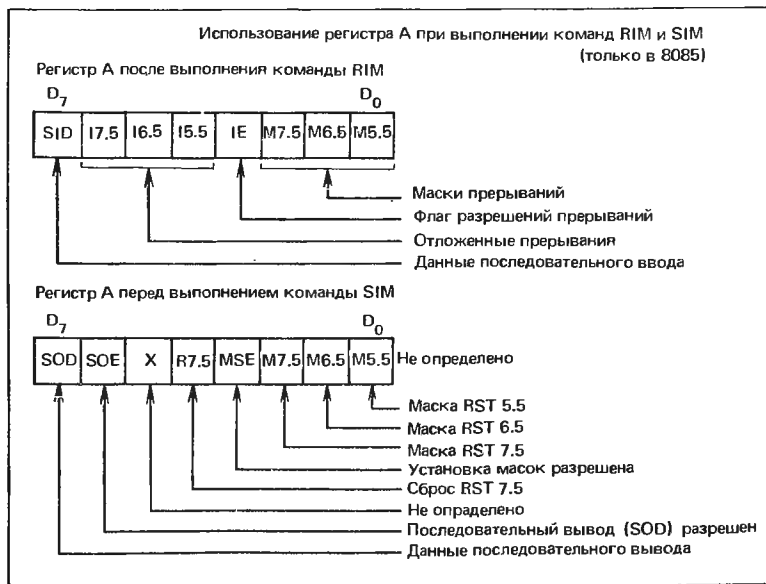 Использование регистра А при выполнении команд RIM и SIM
(только в 8085)
Регистр А после выполнения команды RIM
D7 D0
SID I7.5 I6.5 I5.5 IE M7.5 M6.5 M5.5
Маски прерываний
Флаг разрешений прерываний
Отложенные прерывания
Данные последовательного ввода
Регистр А перед выполнением команды SIM
D7 D0
SOD SOE X R7.5 MSE M7.5 M6.5 M5.5 Не определено
Маска RST 5.5
Маска RST 6.5
Маска RST 7.5
Установка масок разрешена
Сброс RST 7.5
Не определено
Последовательный вывод (SOD) разрешен
Данные последовательного вывода